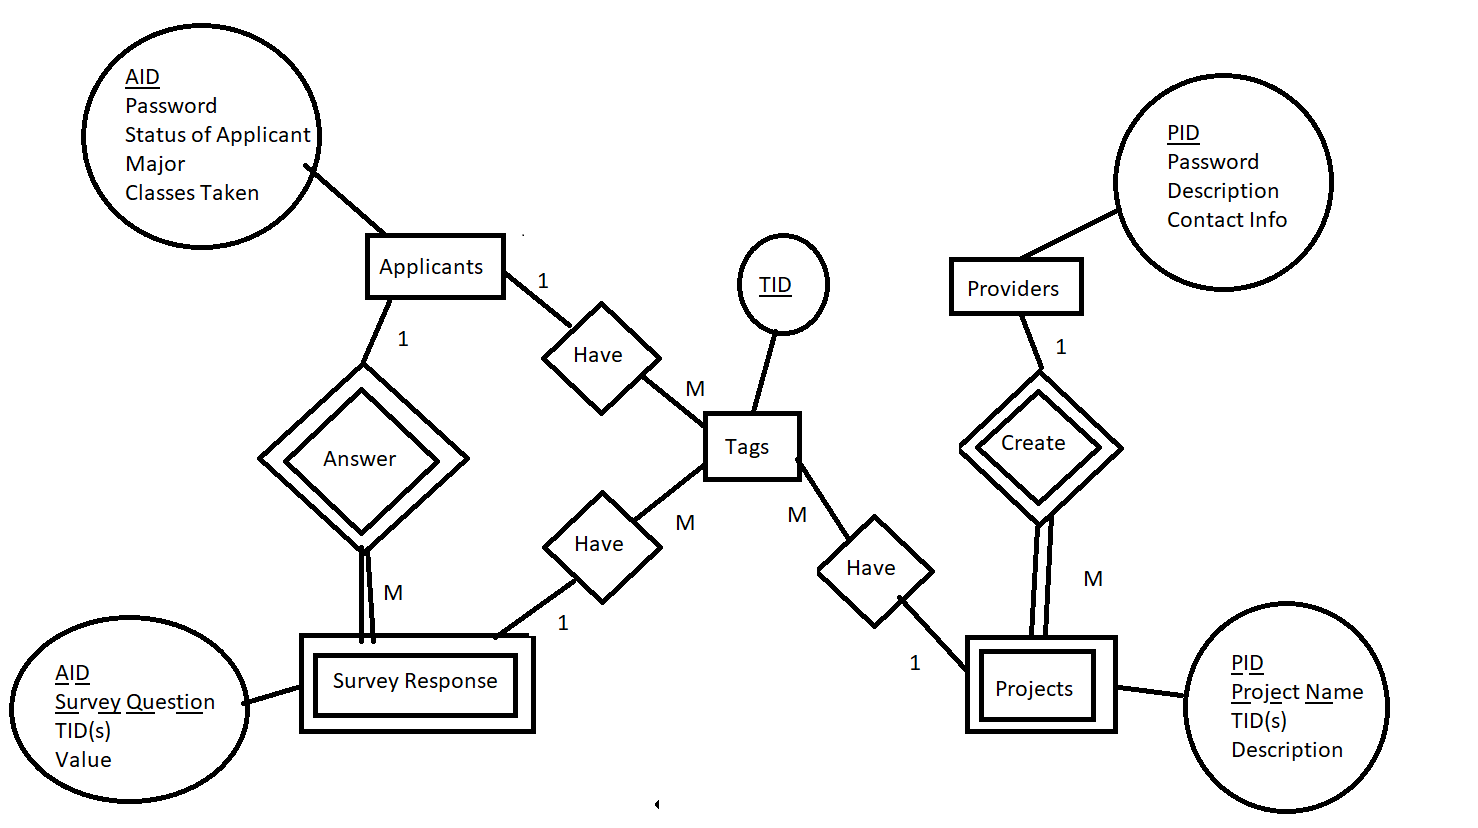 AID
Password
Status of Applicant
Major
Classes Taken
PID
Password
Description
Contact Info
Applicants
1
TID
Providers
1
1
Have
M
Answer
Tags
Create
M
M
Have
Have
M
M
1
1
Survey Response
Projects
AID
Survey Question
TID(s)
Value
PID
Project Name
TID(s)
Description